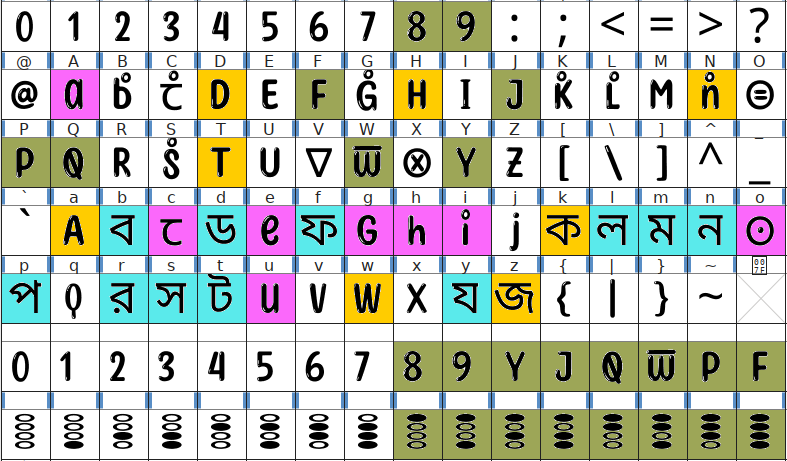 0 1 2 3 4 5 6 7 8 9 : ; < = > ?
@ A B C D E F G H I J K L M N O
@ a b̊ D E F G̊ H I J K̊ L̊ M n̊ ⊜
P Q R S T U V W X Y Z [ \ ] ^ _
P Q R S̊ T U ∇ W̅ ⊗ Y Z [ \ ] ^ _
` a b c d e f g h i j k l m n o
` A ব ড e ফ G h i̊ j ক ল ম ন ⊙
p q r s t u v w x y z { | } ~ 007F
প Q র স ট U V W X য জ { | } ~
0 1 2 3 4 5 6 7 8 9 Y J Q W̅ P F